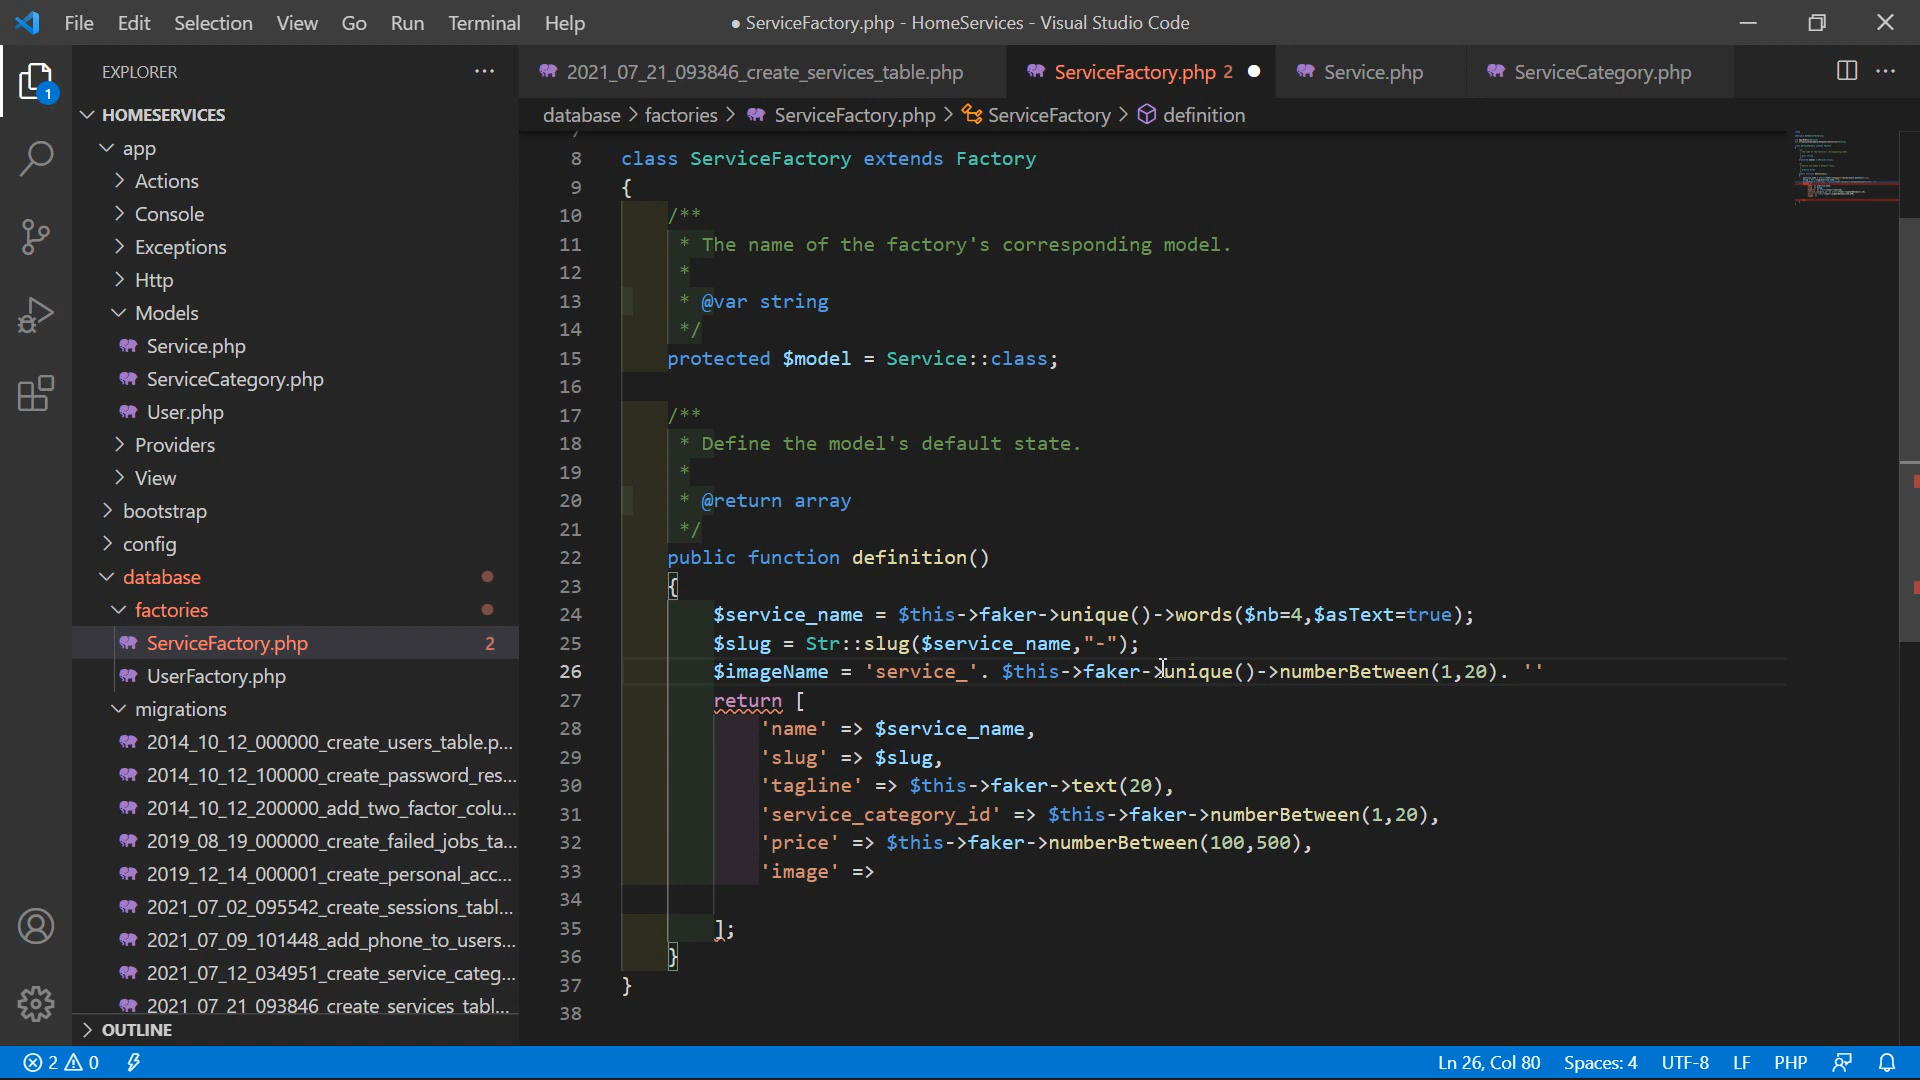 File Edit Selection View Go Run Terminal Help
● ServiceFactory.php - HomeServices - Visual Studio Code
EXPLORER
2021_07_21_093846_create_services_table.php
ServiceFactory.php 2
Service.php
ServiceCategory.php
1
database > factories > ServiceFactory.php > ServiceFactory > definition
HOMESERVICES
app
Actions
Console
Exceptions
Http
Models
Service.php
ServiceCategory.php
User.php
Providers
View
bootstrap
config
database
factories
ServiceFactory.php 2
UserFactory.php
migrations
2014_10_12_000000_create_users_table.p...
2014_10_12_100000_create_password_res...
2014_10_12_200000_add_two_factor_colu...
2019_08_19_000000_create_failed_jobs_ta...
2019_12_14_000001_create_personal_acc...
2021_07_02_095542_create_sessions_tabl...
2021_07_09_101448_add_phone_to_users...
2021_07_12_034951_create_service_categ...
2021_07_21_093846_create_services_tabl...
OUTLINE
8 class ServiceFactory extends Factory
9 {
10 /**
11 * The name of the factory's corresponding model.
12 *
13 * @var string
14 */
15 protected $model = Service::class;
16
17 /**
18 * Define the model's default state.
19 *
20 * @return array
21 */
22 public function definition()
23 {
24 $service_name = $this->faker->unique()->words($nb=4,$asText=true);
25 $slug = Str::slug($service_name,"-");
26 $imageName = 'service_'. $this->faker->unique()->numberBetween(1,20). ''
27 return [
28 'name' => $service_name,
29 'slug' => $slug,
30 'tagline' => $this->faker->text(20),
31 'service_category_id' => $this->faker->numberBetween(1,20),
32 'price' => $this->faker->numberBetween(100,500),
33 'image' =>
34
35 ];
36 }
37 }
38
2 0
Ln 26, Col 80 Spaces: 4 UTF-8 LF PHP